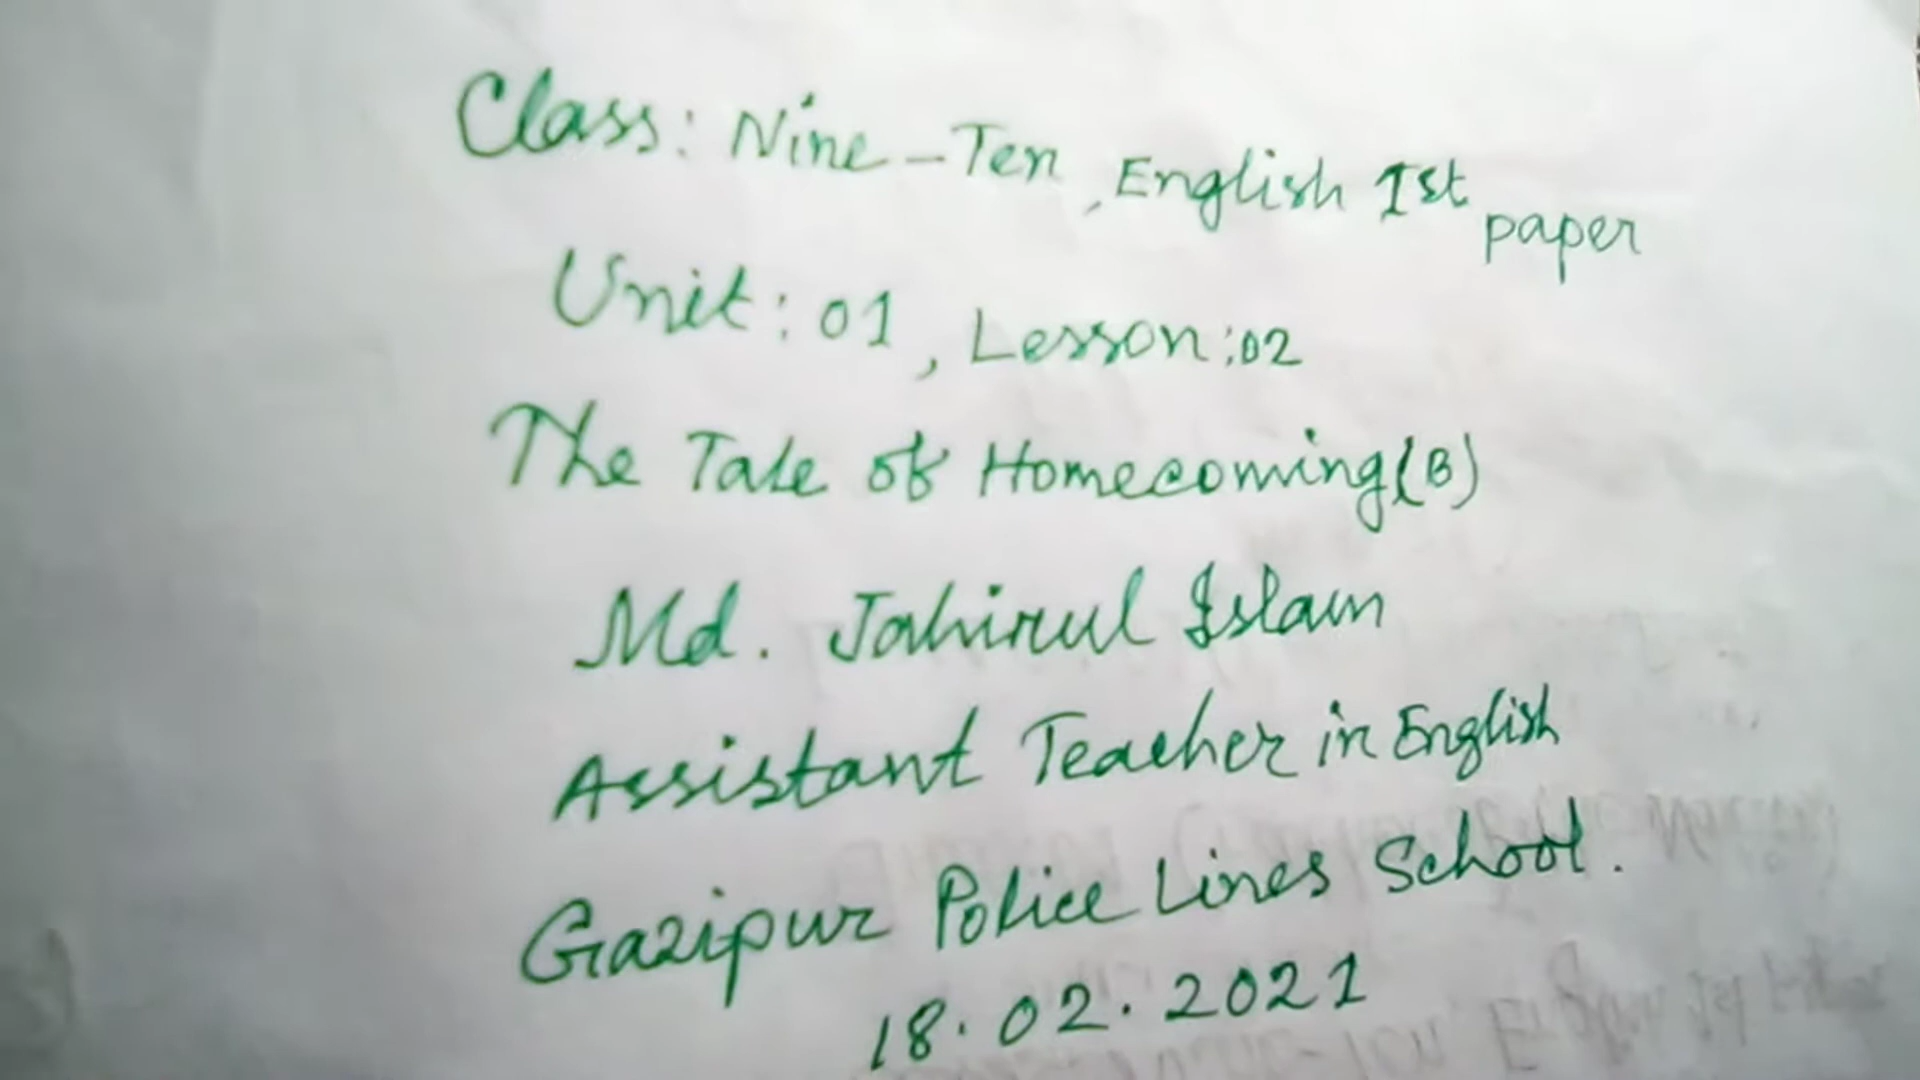 Class: Nine-Ten, English 1st paper
Unit: 01, Lesson: 02
The Tale of Homecoming (B)
Md. Jahirul Islam
Assistant Teacher in English
Gazipur Police Lines School.
18.02.2021